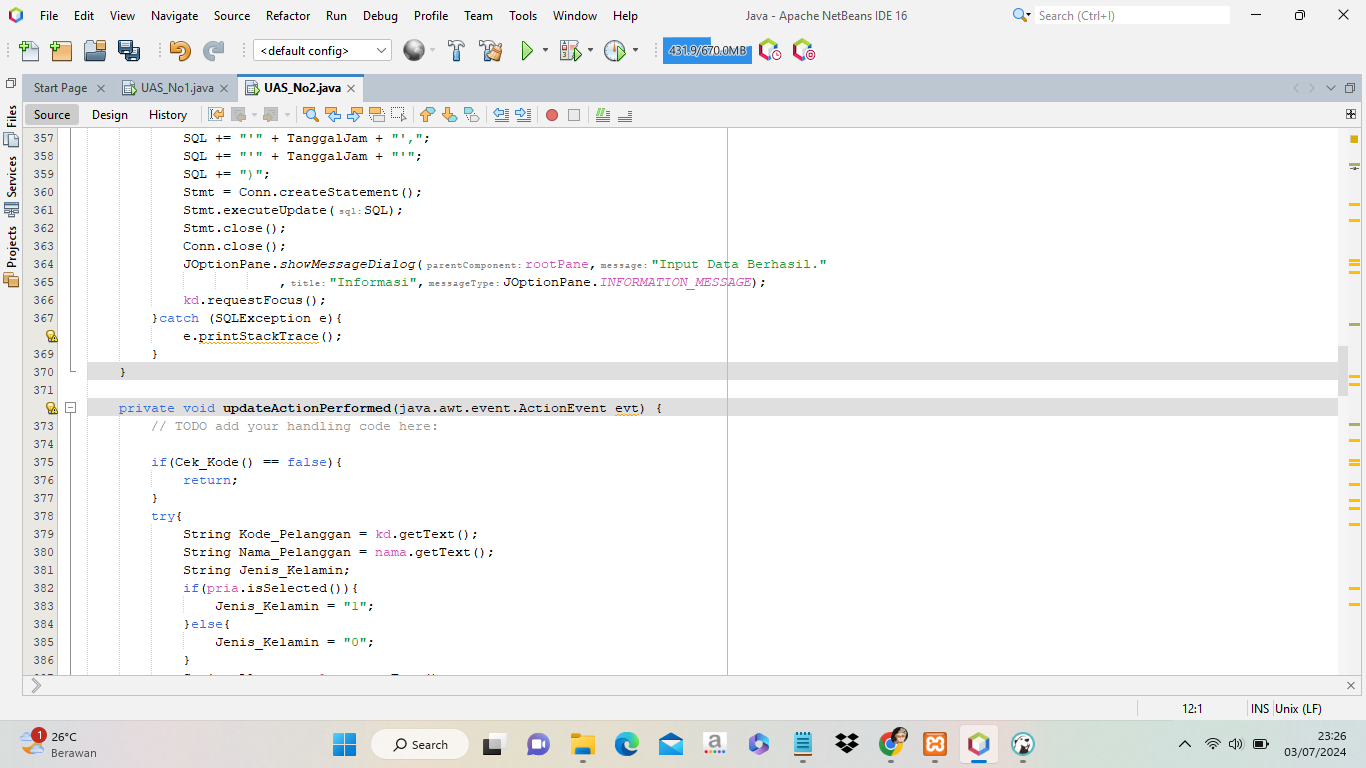 File Edit View Navigate Source Refactor Run Debug Profile Team Tools Window Help
Java - Apache NetBeans IDE 16
Search (Ctrl+I)
<default config>
431.9/670.0MB
Start Page
UAS_No1.java
UAS_No2.java
Source Design History
Files
Services
Projects
357 SQL += "'" + TanggalJam + "',";
358 SQL += "'" + TanggalJam + "'";
359 SQL += ")";
360 Stmt = Conn.createStatement();
361 Stmt.executeUpdate(sql:SQL);
362 Stmt.close();
363 Conn.close();
364 JOptionPane.showMessageDialog(parentComponent:rootPane,message:"Input Data Berhasil."
365 ,title:"Informasi",messageType:JOptionPane.INFORMATION_MESSAGE);
366 kd.requestFocus();
367 }catch (SQLException e){
e.printStackTrace();
369 }
370 }
371
private void updateActionPerformed(java.awt.event.ActionEvent evt) {
373 // TODO add your handling code here:
374
375 if(Cek_Kode() == false){
376 return;
377 }
378 try{
379 String Kode_Pelanggan = kd.getText();
380 String Nama_Pelanggan = nama.getText();
381 String Jenis_Kelamin;
382 if(pria.isSelected()){
383 Jenis_Kelamin = "1";
384 }else{
385 Jenis_Kelamin = "0";
386 }
12:1 INS Unix (LF)
1
26°C
Berawan
Search
23:26
03/07/2024